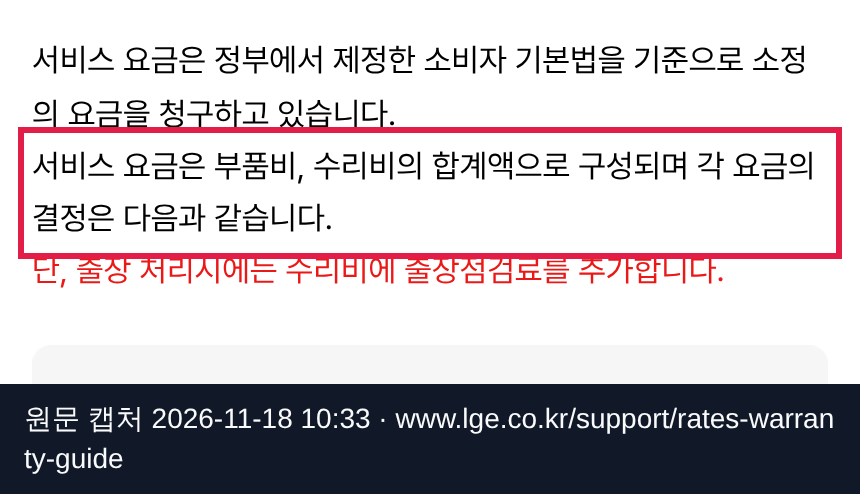 서비스 요금은 정부에서 제정한 소비자 기본법을 기준으로 소정
의 요금을 청구하고 있습니다.
서비스 요금은 부품비, 수리비의 합계액으로 구성되며 각 요금의
결정은 다음과 같습니다.
단, 출장 처리시에는 수리비에 출장점검료를 추가합니다.
원문 캡처 2026-11-18 10:33 · www.lge.co.kr/support/rates-warran
ty-guide